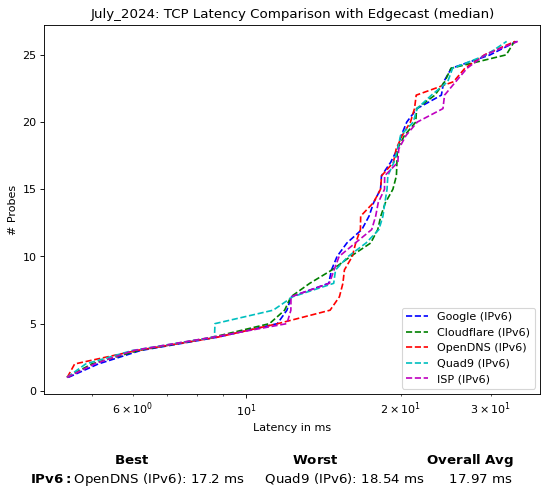 July_2024: TCP Latency Comparison with Edgecast (median)
25
20
15
10
5
0
# Probes
Google (IPv6)
Cloudflare (IPv6)
OpenDNS (IPv6)
Quad9 (IPv6)
ISP (IPv6)
6 × 10⁰ 10¹ 2 × 10¹ 3 × 10¹
Latency in ms
Best Worst Overall Avg
IPv6: OpenDNS (IPv6): 17.2 ms Quad9 (IPv6): 18.54 ms 17.97 ms